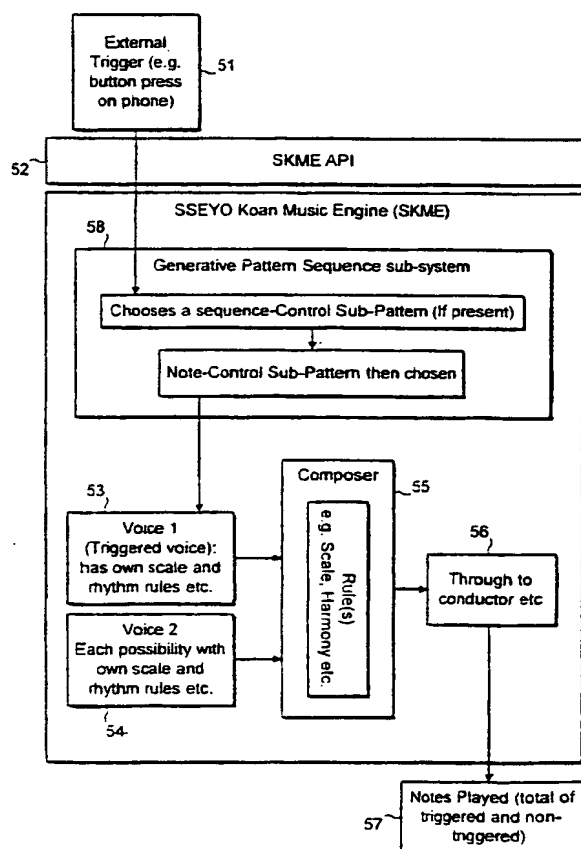 External
Trigger (e.g.
button press
on phone)
51
52
SKME API
SSEYO Koan Music Engine (SKME)
58
Generative Pattern Sequence sub-system
Chooses a sequence-Control Sub-Pattern (If present)
Note-Control Sub-Pattern then chosen
53
Voice 1
(Triggered voice):
has own scale and
rhythm rules etc.
Voice 2
Each possibility with
own scale and
rhythm rules etc.
54
Composer
55
Rule(s)
e.g. Scale, Harmony etc.
56
Through to
conductor etc
Notes Played (total of
triggered and non-
triggered)
57